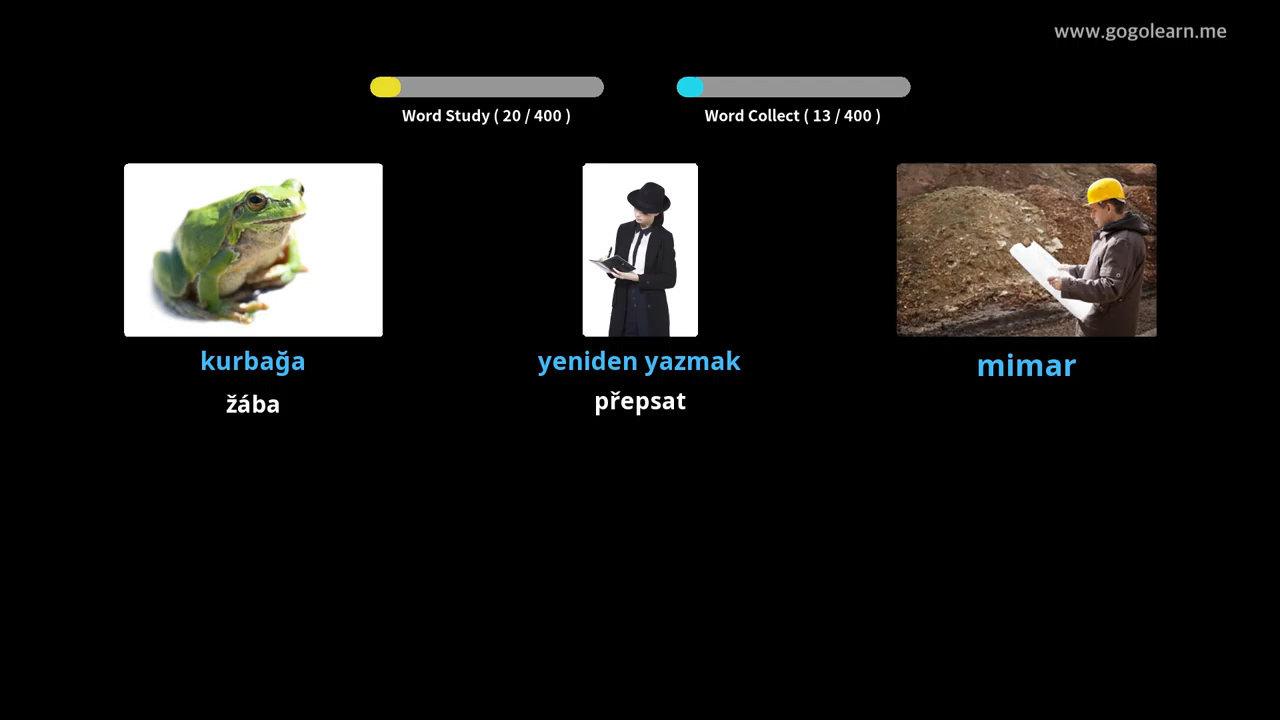 www.gogolearn.me
Word Study ( 20 / 400 )
Word Collect ( 13 / 400 )
kurbağa
žába
yeniden yazmak
přepsat
mimar